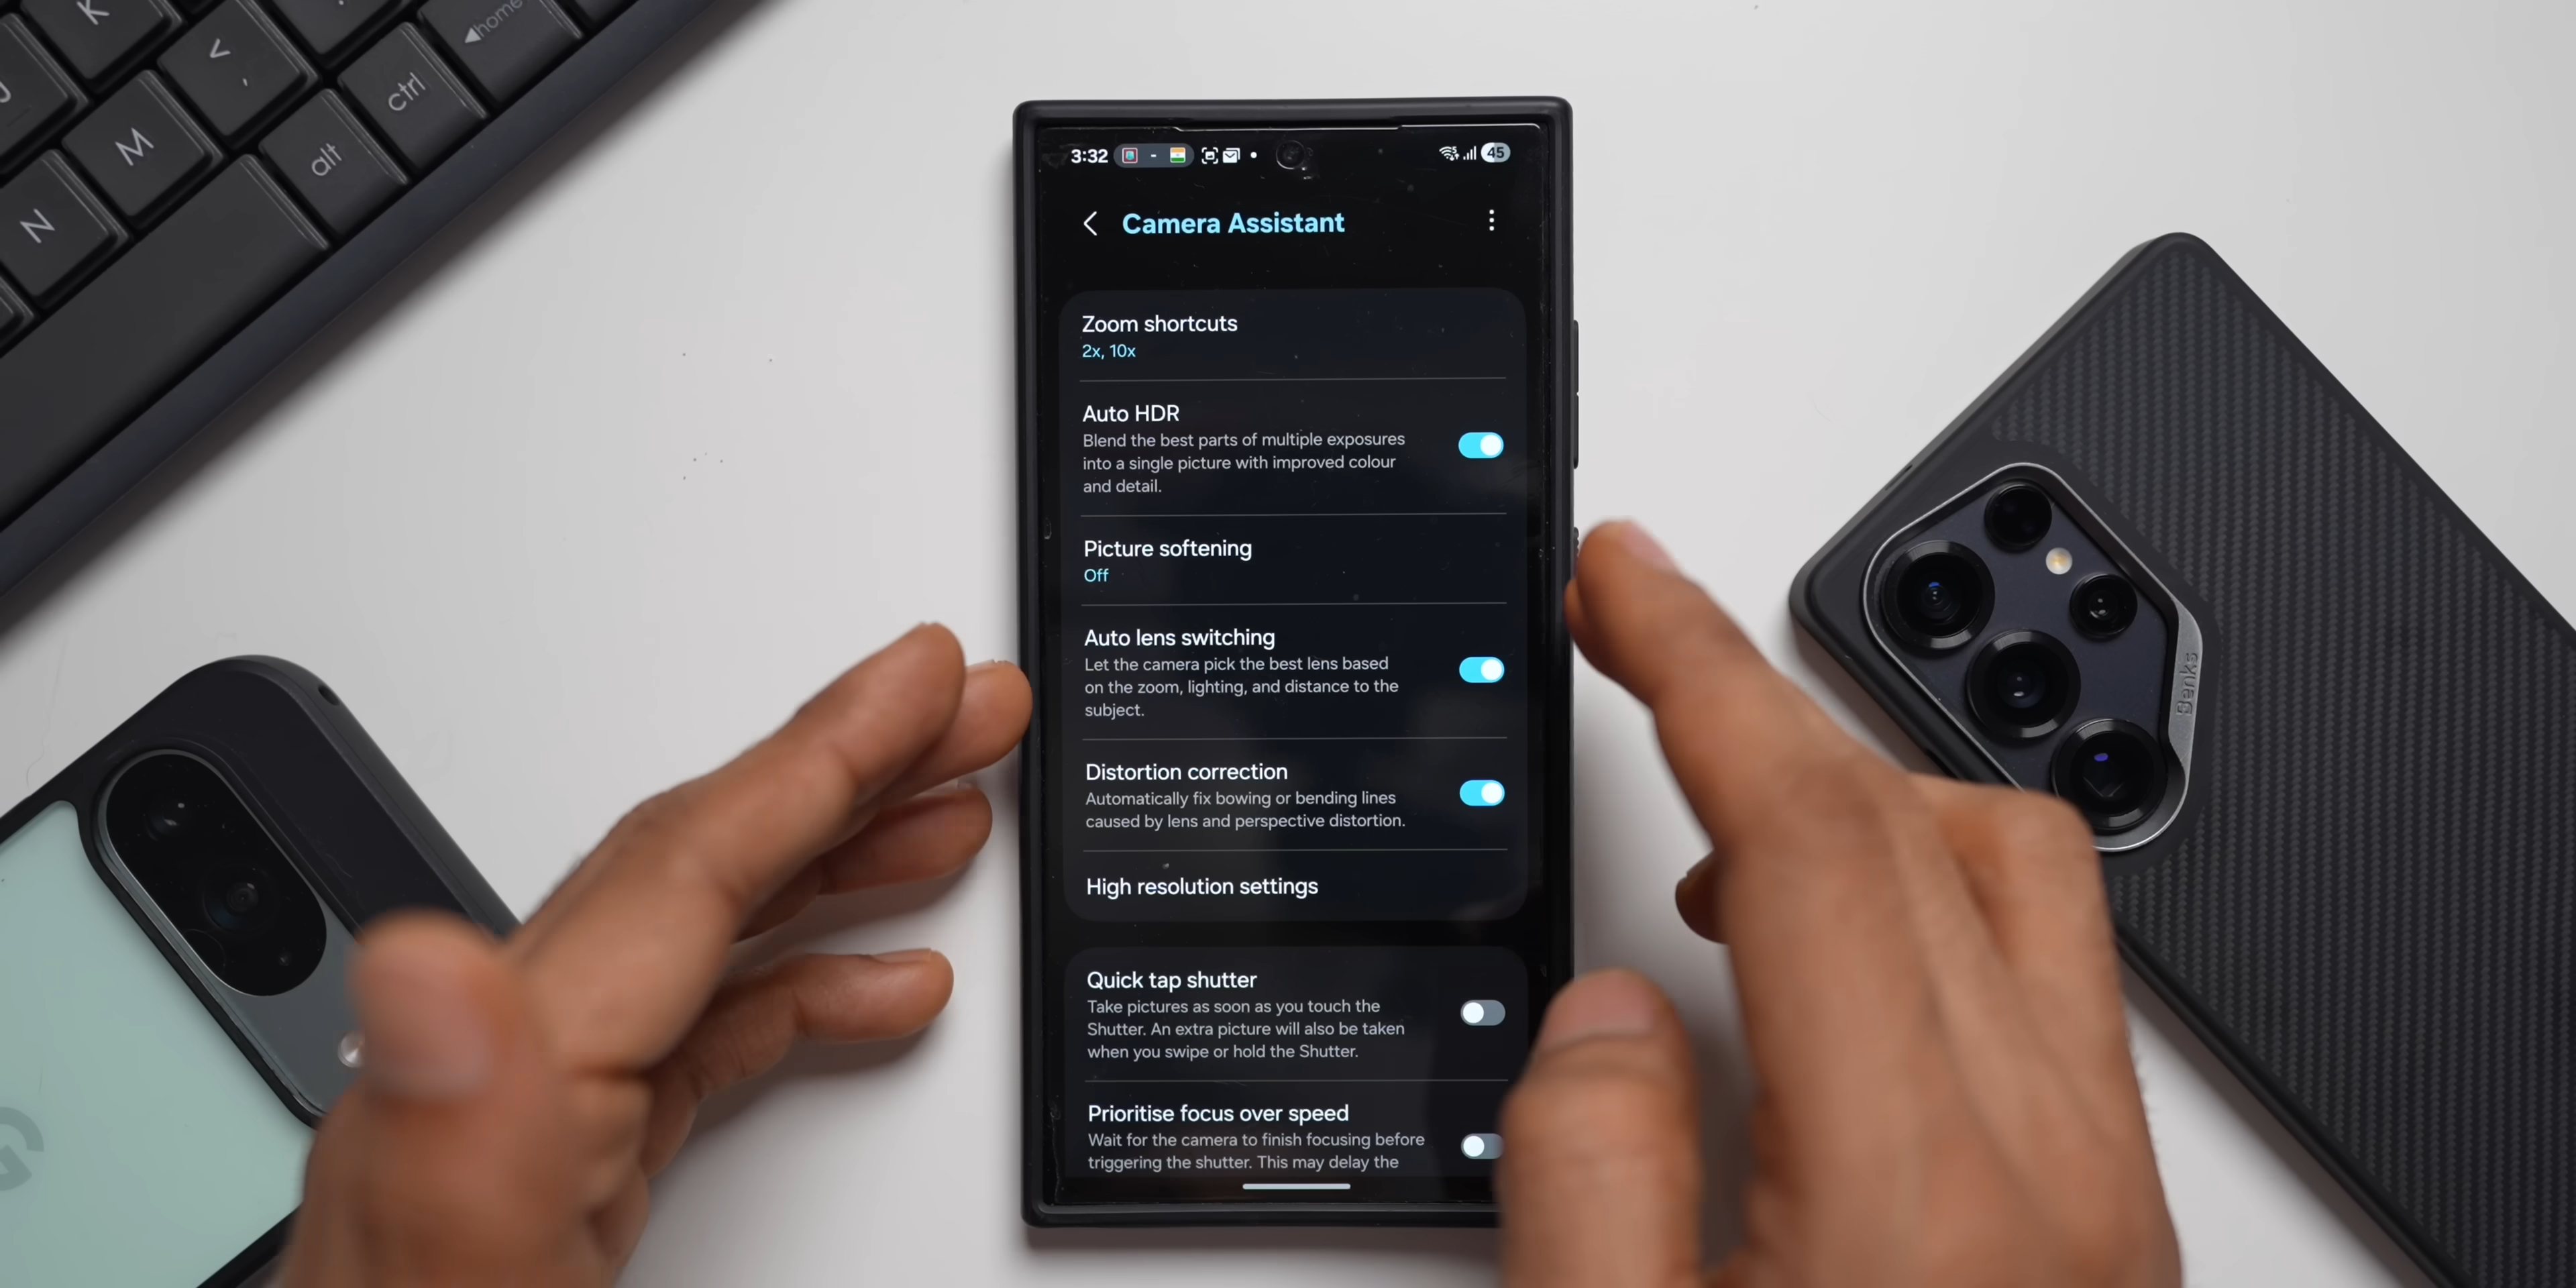 K
home
V
,
ctrl
M
alt
N
3:32
45
Camera Assistant
Zoom shortcuts
2x, 10x
Auto HDR
Blend the best parts of multiple exposures
into a single picture with improved colour
and detail.
Picture softening
Off
Auto lens switching
Let the camera pick the best lens based
on the zoom, lighting, and distance to the
subject.
Distortion correction
Automatically fix bowing or bending lines
caused by lens and perspective distortion.
High resolution settings
Quick tap shutter
Take pictures as soon as you touch the
Shutter. An extra picture will also be taken
when you swipe or hold the Shutter.
Prioritise focus over speed
Wait for the camera to finish focusing before
triggering the shutter. This may delay the
Benks
G